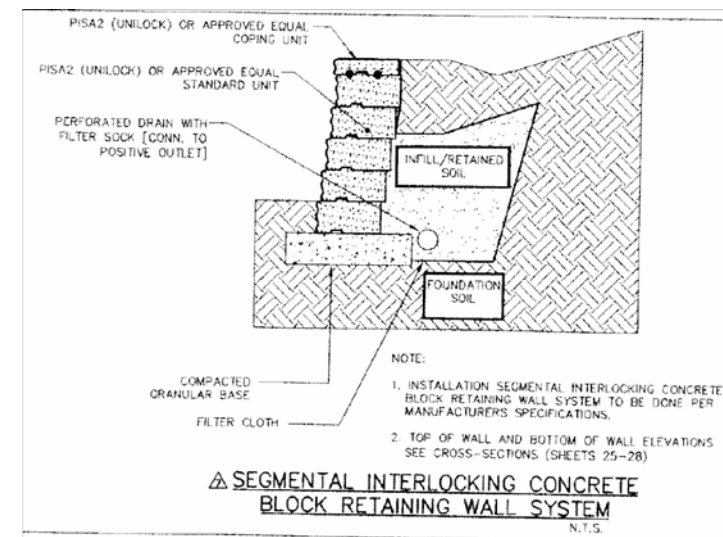 PISA2 (UNILOCK) OR APPROVED EQUAL
COPING UNIT
PISA2 (UNILOCK) OR APPROVED EQUAL
STANDARD UNIT
PERFORATED DRAIN WITH
FILTER SOCK [CONN. TO
POSITIVE OUTLET]
INFILL/RETAINED
SOIL
FOUNDATION
SOIL
COMPACTED
GRANULAR BASE
FILTER CLOTH
NOTE:
1. INSTALLATION SEGMENTAL INTERLOCKING CONCRETE
BLOCK RETAINING WALL SYSTEM TO BE DONE PER
MANUFACTURERS SPECIFICATIONS.
2. TOP OF WALL AND BOTTOM OF WALL ELEVATIONS
SEE CROSS-SECTIONS (SHEETS 25-28)
SEGMENTAL INTERLOCKING CONCRETE
BLOCK RETAINING WALL SYSTEM
N.T.S.